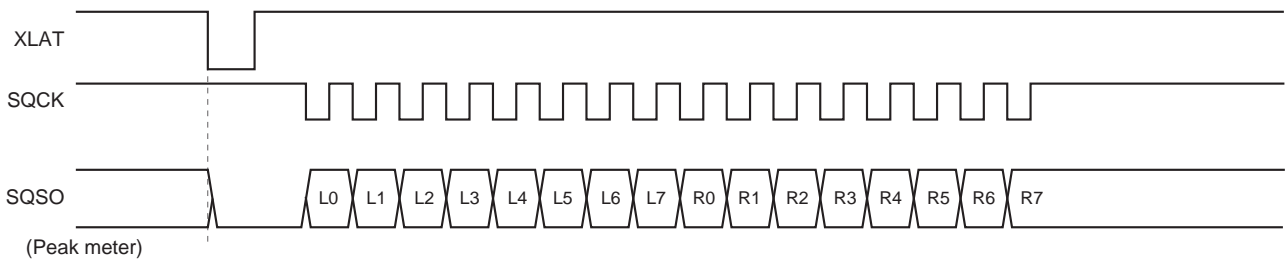 XLAT
SQCK
SQSO
L0 L1 L2 L3 L4 L5 L6 L7 R0 R1 R2 R3 R4 R5 R6 R7
(Peak meter)